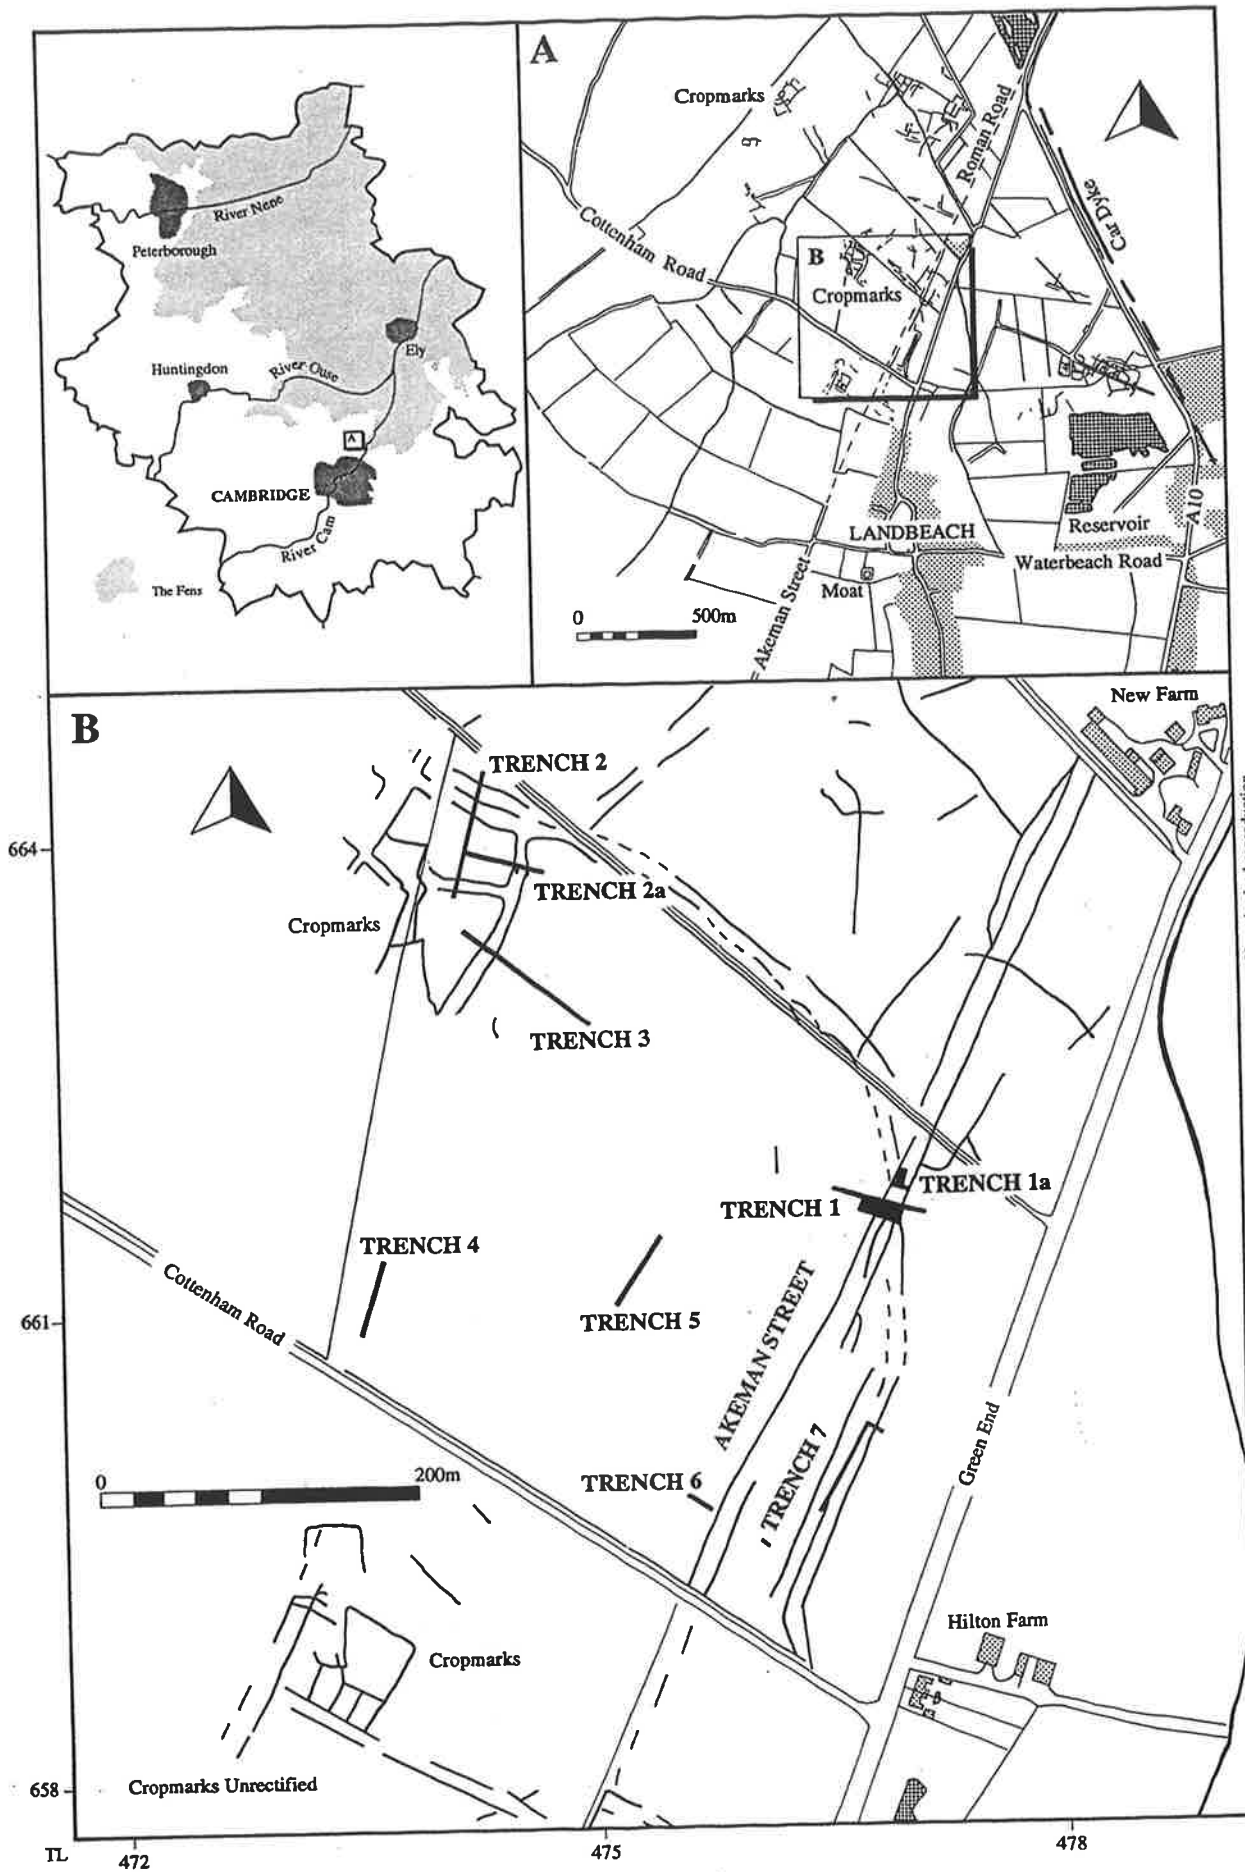 River Nene
Peterborough
Huntingdon
River Ouse
Ely
A
CAMBRIDGE
River Cam
The Fens
A
Cropmarks
Roman Road
Car Dyke
Cottenham Road
B
Cropmarks
LANDBEACH
Reservoir
A10
Waterbeach Road
Moat
Akeman Street
0 500m
B
New Farm
TRENCH 2
664
TRENCH 2a
Cropmarks
TRENCH 3
TRENCH 1a
TRENCH 1
TRENCH 4
Cottenham Road
TRENCH 5
661
AKEMAN STREET
Green End
TRENCH 7
TRENCH 6
0 200m
Hilton Farm
Cropmarks
Cropmarks Unrectified
658
TL
472
475
478